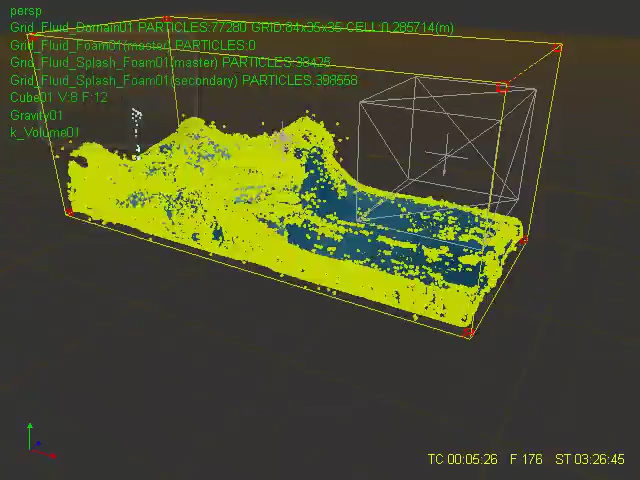 persp
Grid_Fluid_Domain01 PARTICLES:77280 GRID:84x35x35 CELL:0.285714(m)
Grid_Fluid_Foam01(master) PARTICLES:0
Grid_Fluid_Splash_Foam01(master) PARTICLES:38425
Grid_Fluid_Splash_Foam01(secondary) PARTICLES:398558
Cube01 V:8 F:12
Gravity01
k_Volume01
TC 00:05:26 F 176 ST 03:26:45